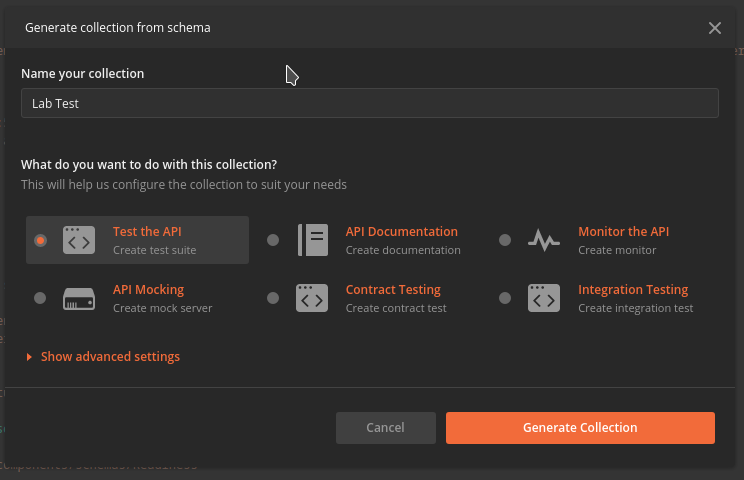 Generate collection from schema
Name your collection
Lab Test
What do you want to do with this collection?
This will help us configure the collection to suit your needs
Test the API
Create test suite
API Documentation
Create documentation
Monitor the API
Create monitor
API Mocking
Create mock server
Contract Testing
Create contract test
Integration Testing
Create integration test
Show advanced settings
Cancel
Generate Collection